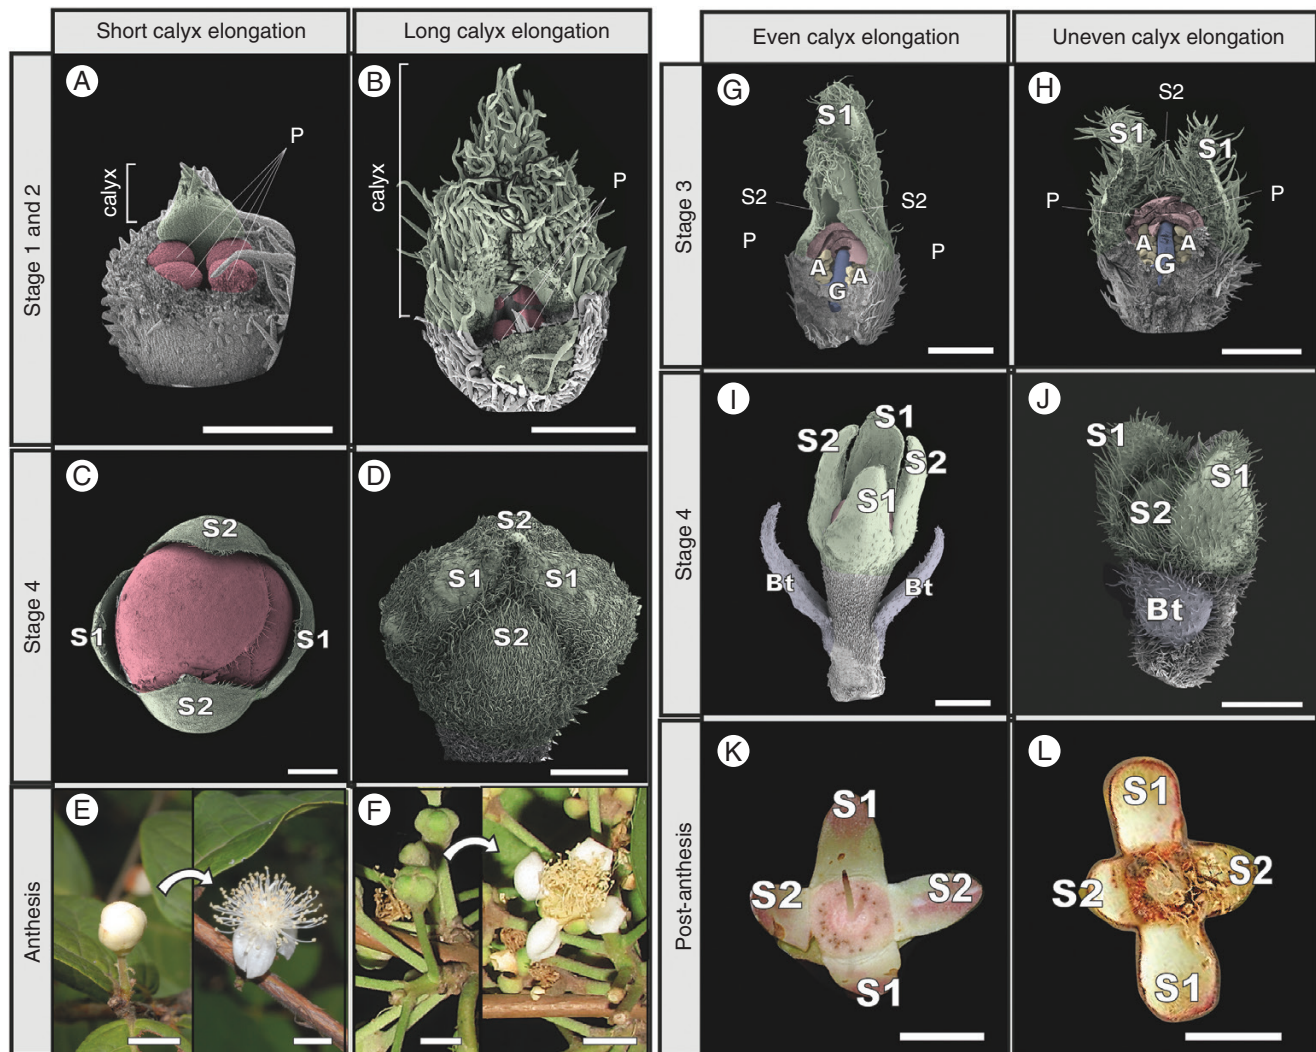 Short calyx elongation
Long calyx elongation
Even calyx elongation
Uneven calyx elongation
Stage 1 and 2
A
calyx
P
B
calyx
P
Stage 3
G
S1
S2
S2
P
P
A
A
G
H
S2
S1
S1
P
P
A
A
G
Stage 4
C
S2
S1
S1
S2
D
S2
S1
S1
S2
Stage 4
I
S1
S2
S2
S1
Bt
Bt
J
S1
S1
S2
Bt
Anthesis
E
F
Post-anthesis
K
S1
S2
S2
S1
L
S1
S2
S2
S1